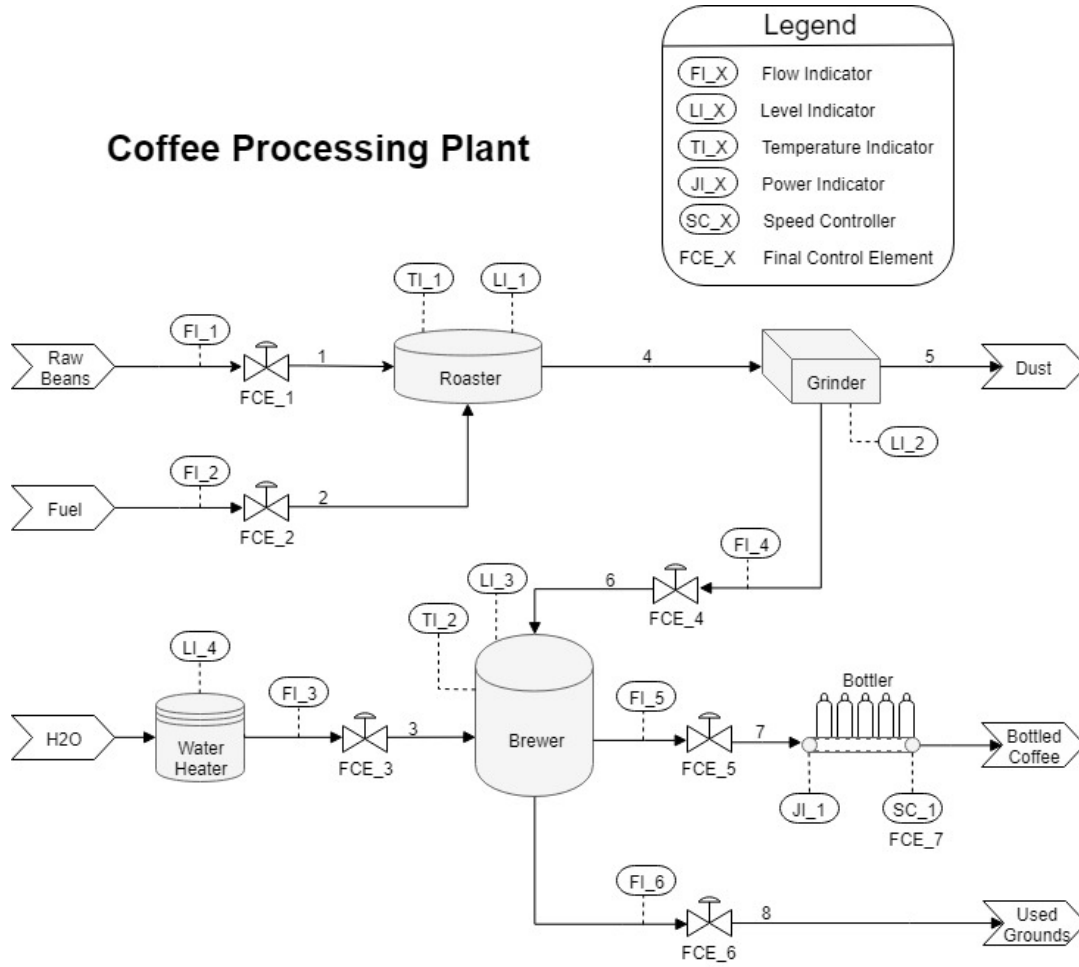 Legend
FI_X Flow Indicator
LI_X Level Indicator
TI_X Temperature Indicator
JI_X Power Indicator
SC_X Speed Controller
FCE_X Final Control Element
Coffee Processing Plant
TI_1
LI_1
FI_1
Raw
Beans
1
Roaster
4
Grinder
5
Dust
FCE_1
LI_2
FI_2
Fuel
2
FCE_2
FI_4
LI_3
6
FCE_4
TI_2
LI_4
FI_3
FI_5
Bottler
H2O
Water
Heater
3
Brewer
7
Bottled
Coffee
FCE_3
FCE_5
JI_1
SC_1
FCE_7
FI_6
8
Used
Grounds
FCE_6